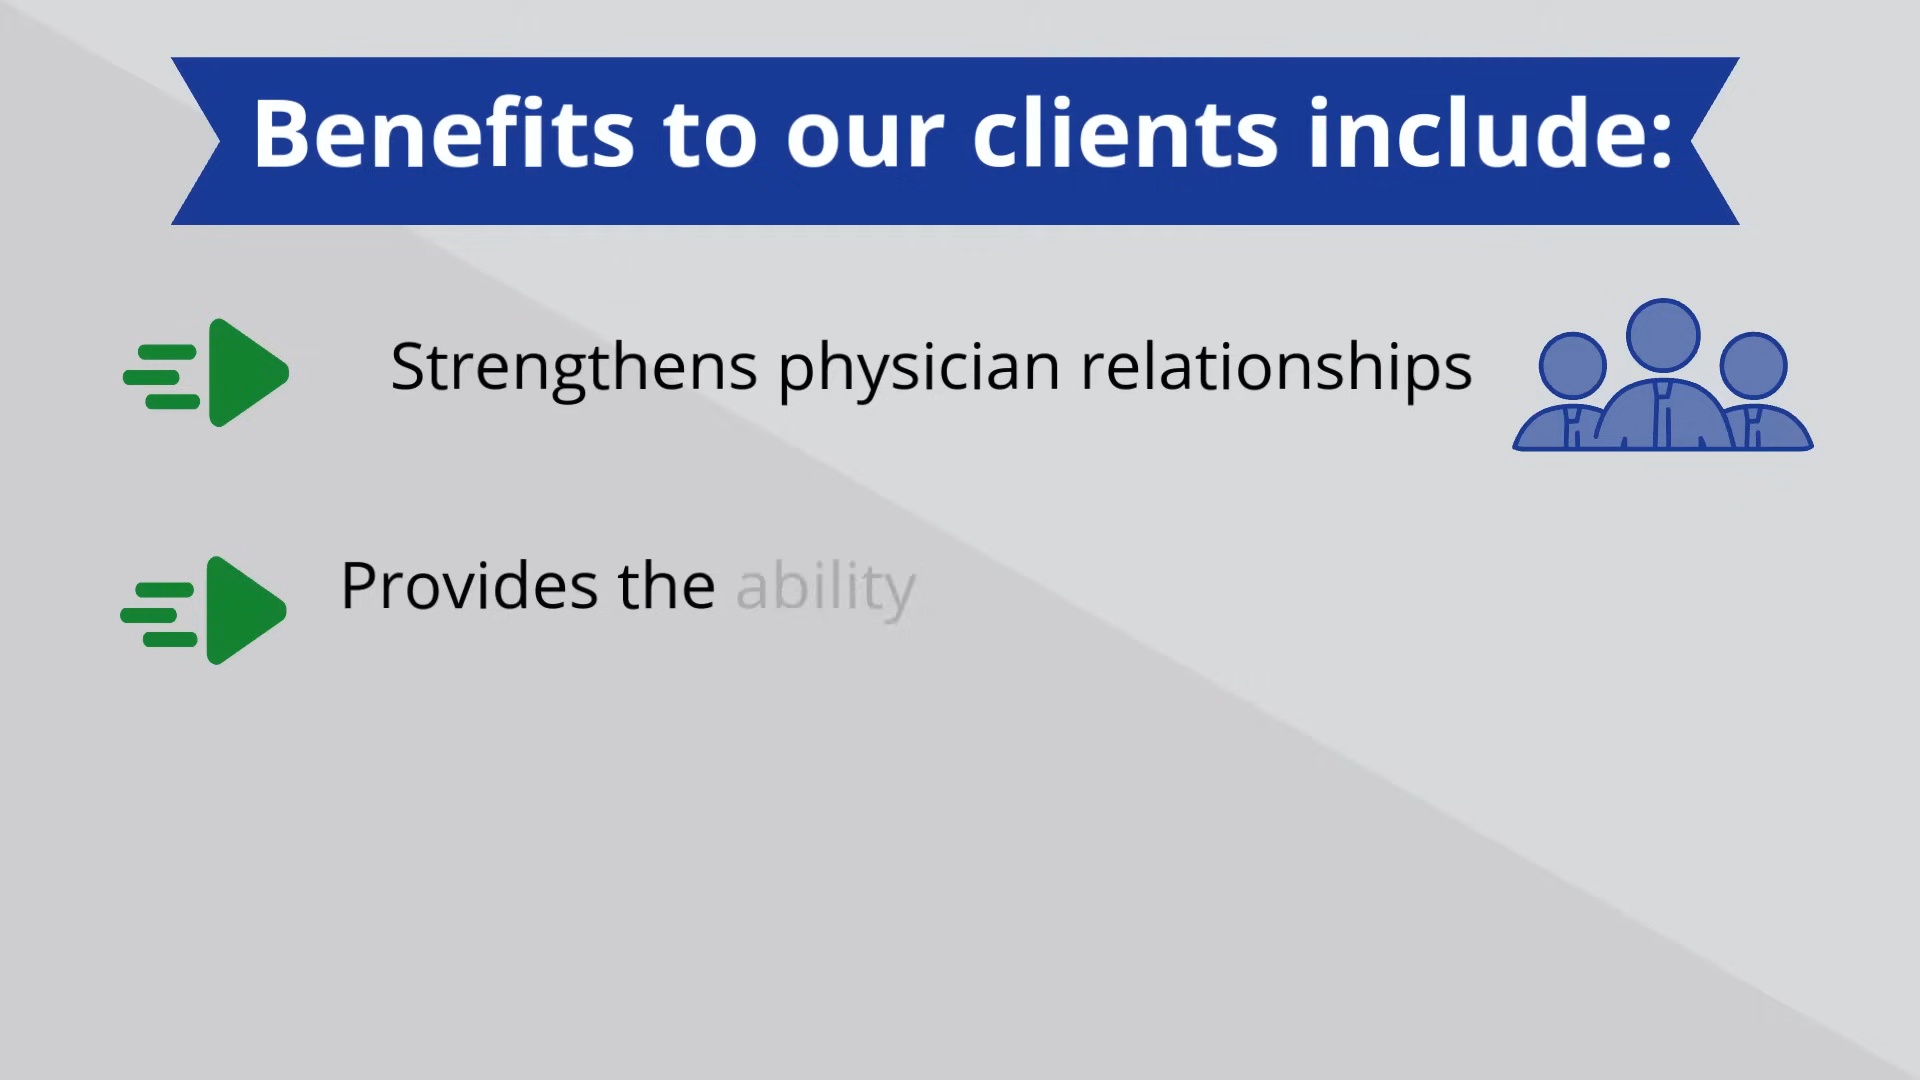 Benefits to our clients include:
Strengthens physician relationships
Provides the ability